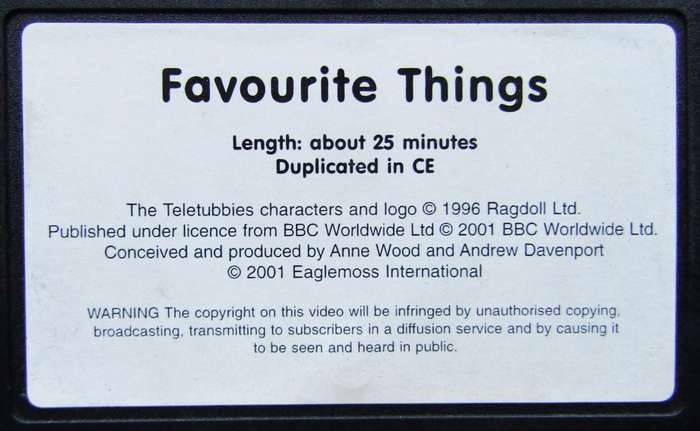 Favourite Things
Length: about 25 minutes
Duplicated in CE
The Teletubbies characters and logo © 1996 Ragdoll Ltd.
Published under licence from BBC Worldwide Ltd © 2001 BBC Worldwide Ltd.
Conceived and produced by Anne Wood and Andrew Davenport
© 2001 Eaglemoss International
WARNING The copyright on this video will be infringed by unauthorised copying,
broadcasting, transmitting to subscribers in a diffusion service and by causing it
to be seen and heard in public.